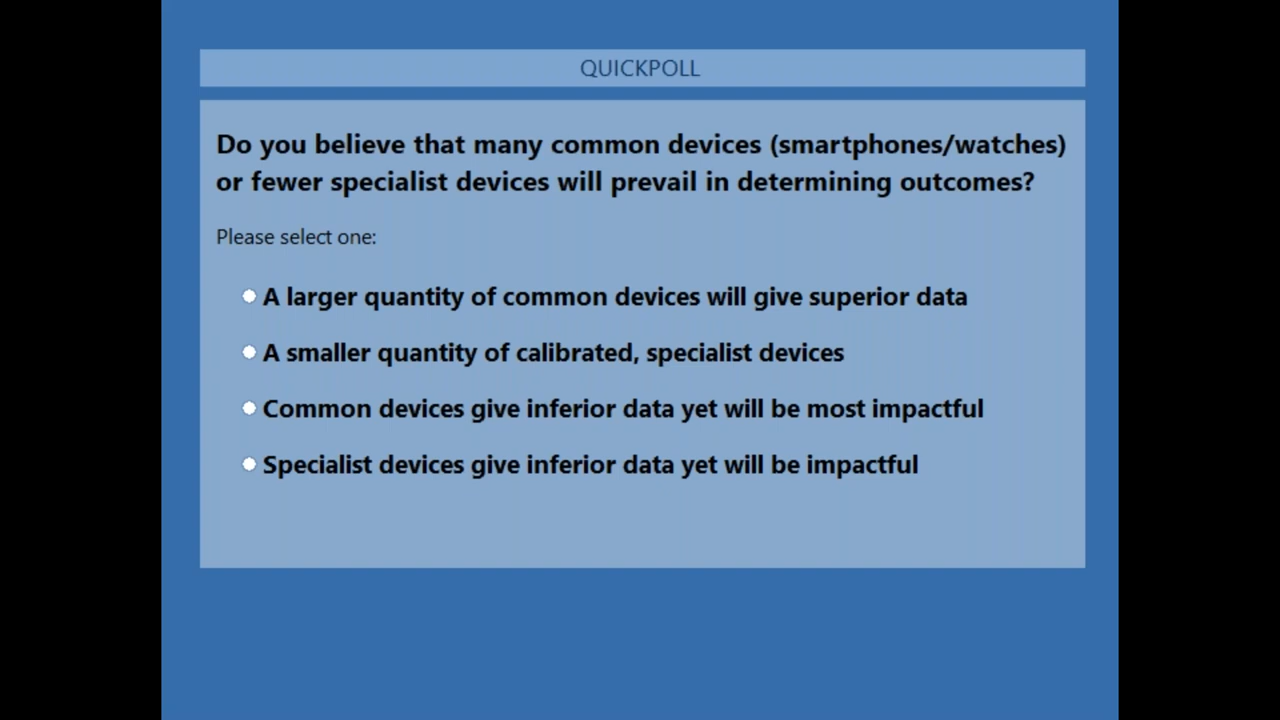 QUICKPOLL
Do you believe that many common devices (smartphones/watches)
or fewer specialist devices will prevail in determining outcomes?
Please select one:
A larger quantity of common devices will give superior data
A smaller quantity of calibrated, specialist devices
Common devices give inferior data yet will be most impactful
Specialist devices give inferior data yet will be impactful